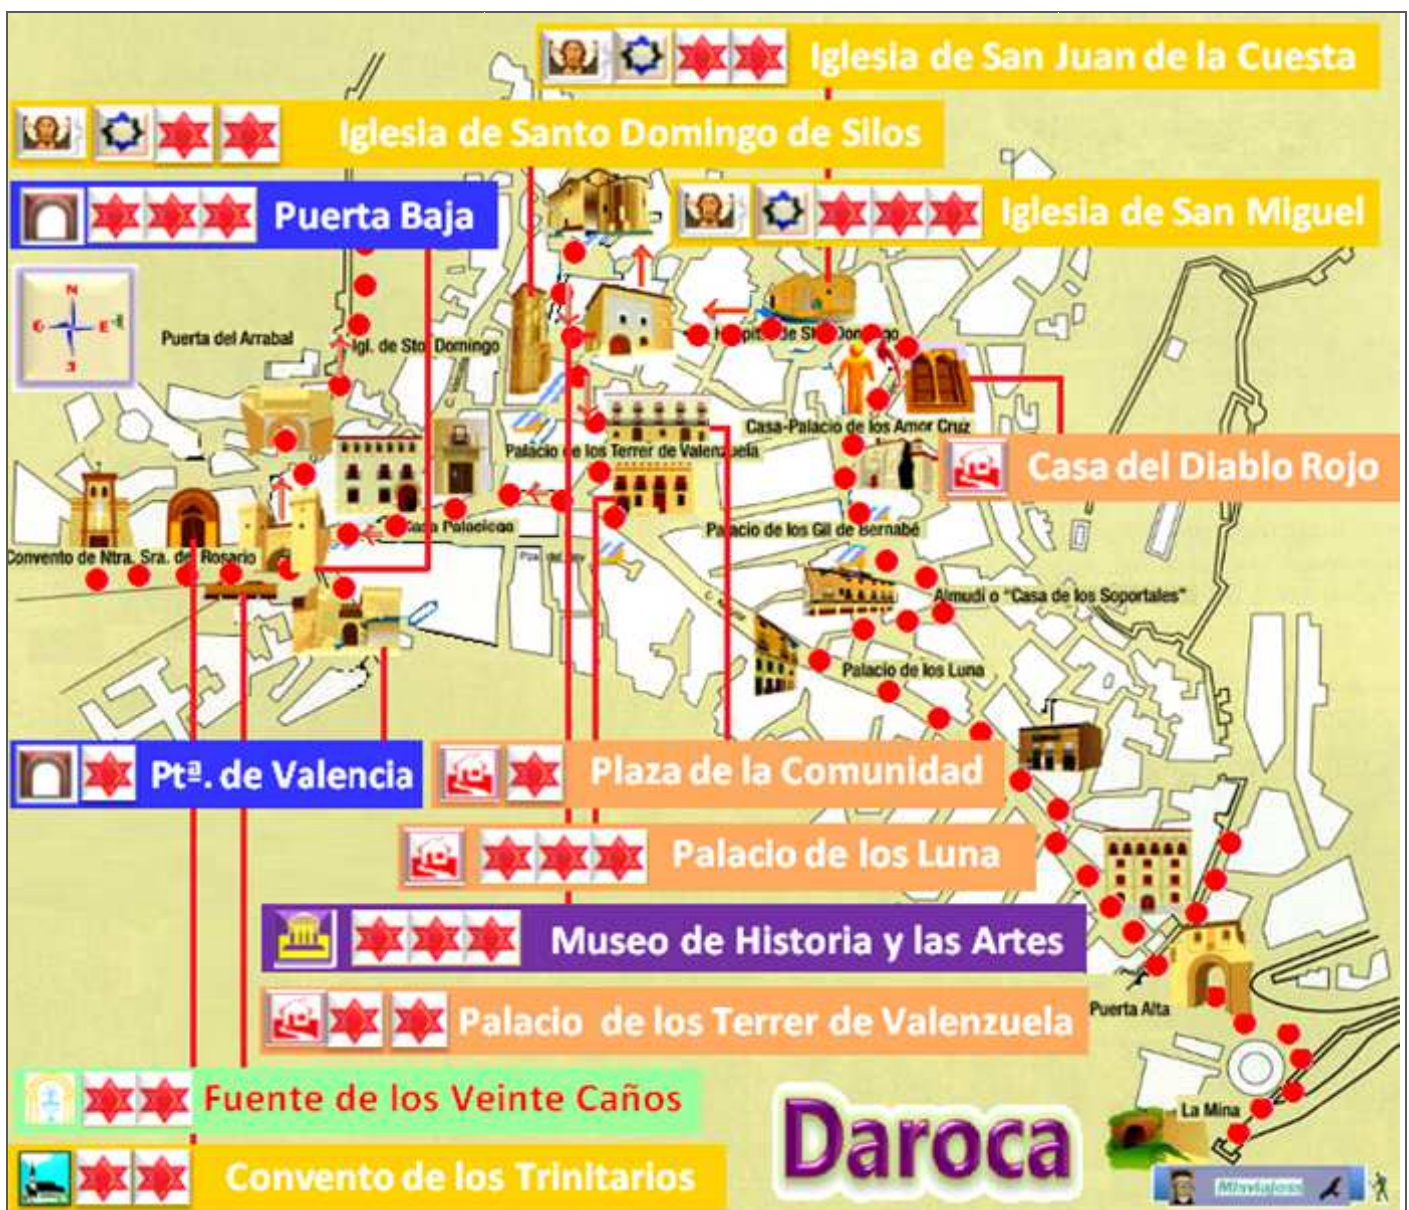 Iglesia de San Juan de la Cuesta
Iglesia de Santo Domingo de Silos
Puerta Baja
Iglesia de San Miguel
N
E
Puerta del Arrabal
Igl. de Sto. Domingo
Casa-Palacio de los Amor Cruz
Palacio de los Terrer de Valenzuela
Casa del Diablo Rojo
Palacio de los Gil de Bernabé
Convento de Ntra. Sra. del Rosario
Almudí o "Casa de los Soportales"
Palacio de los Luna
Ptª. de Valencia
Plaza de la Comunidad
Palacio de los Luna
Museo de Historia y las Artes
Puerta Alta
Palacio de los Terrer de Valenzuela
Fuente de los Veinte Caños
Daroca
La Mina
Convento de los Trinitarios
Misviajess